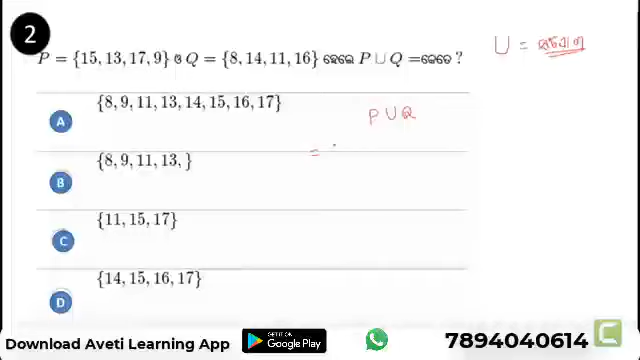 2
P = {15, 13, 17, 9} ଓ Q = {8, 14, 11, 16} ହେଲେ P ∪ Q =କେତେ ?
U = ସଂଯୋଗ
A {8, 9, 11, 13, 14, 15, 16, 17}
P U Q
=
B {8, 9, 11, 13, }
C {11, 15, 17}
D {14, 15, 16, 17}
Download Aveti Learning App GET IT ON Google Play 7894040614